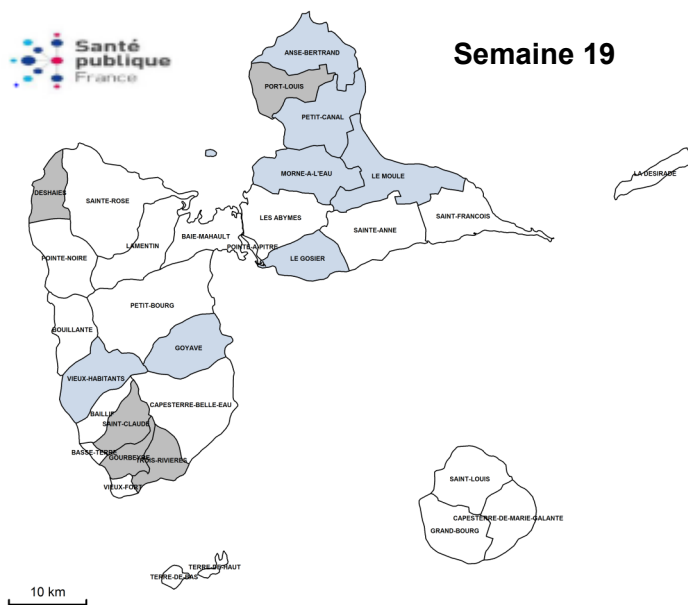 Santé
publique
France
Semaine 19
ANSE-BERTRAND
PORT-LOUIS
PETIT-CANAL
MORNE-A-L'EAU
LE MOULE
LA DESIRADE
DESHAIES
SAINTE-ROSE
LES ABYMES
SAINT-FRANCOIS
SAINTE-ANNE
BAIE-MAHAULT
LAMENTIN
POINTE-A-PITRE
POINTE-NOIRE
LE GOSIER
PETIT-BOURG
BOUILLANTE
GOYAVE
VIEUX-HABITANTS
CAPESTERRE-BELLE-EAU
BAILLIF
SAINT-CLAUDE
BASSE-TERRE
GOURBEYRE
TROIS-RIVIERES
VIEUX-FORT
SAINT-LOUIS
CAPESTERRE-DE-MARIE-GALANTE
GRAND-BOURG
TERRE-DE-HAUT
TERRE-DE-BAS
10 km